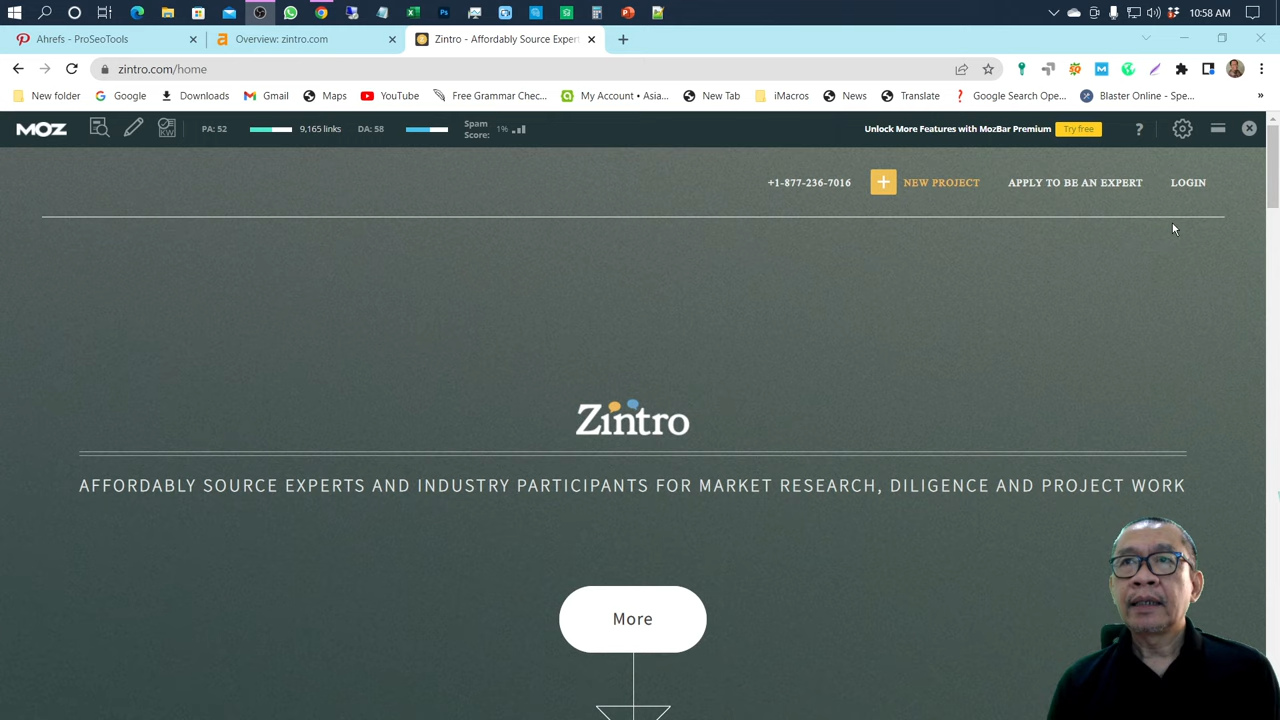 10:58 AM
Ahrefs - ProSeoTools
Overview: zintro.com
Zintro - Affordably Source Exper
zintro.com/home
New folder
Google
Downloads
Gmail
Maps
YouTube
Free Grammar Chec...
My Account • Asia...
New Tab
iMacros
News
Translate
Google Search Ope...
Blaster Online - Spe...
»
MOZ
PA: 52
9,165 links
DA: 58
Spam
Score: 1%
Unlock More Features with MozBar Premium
Try free
?
+1-877-236-7016
+ NEW PROJECT
APPLY TO BE AN EXPERT
LOGIN
Zintro
AFFORDABLY SOURCE EXPERTS AND INDUSTRY PARTICIPANTS FOR MARKET RESEARCH, DILIGENCE AND PROJECT WORK
More